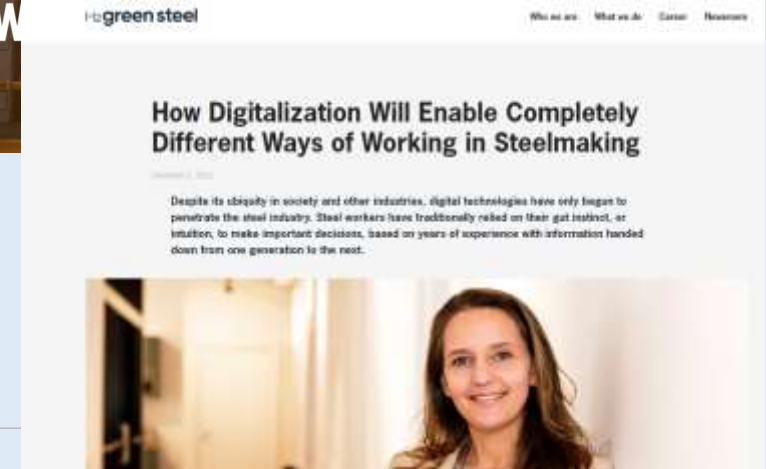 W
H2 green steel
Who we are What we do Career Newsroom
How Digitalization Will Enable Completely
Different Ways of Working in Steelmaking
Despite its ubiquity in society and other industries, digital technologies have only begun to
penetrate the steel industry. Steel workers have traditionally relied on their gut instinct, or
intuition, to make important decisions, based on years of experience with information handed
down from one generation to the next.